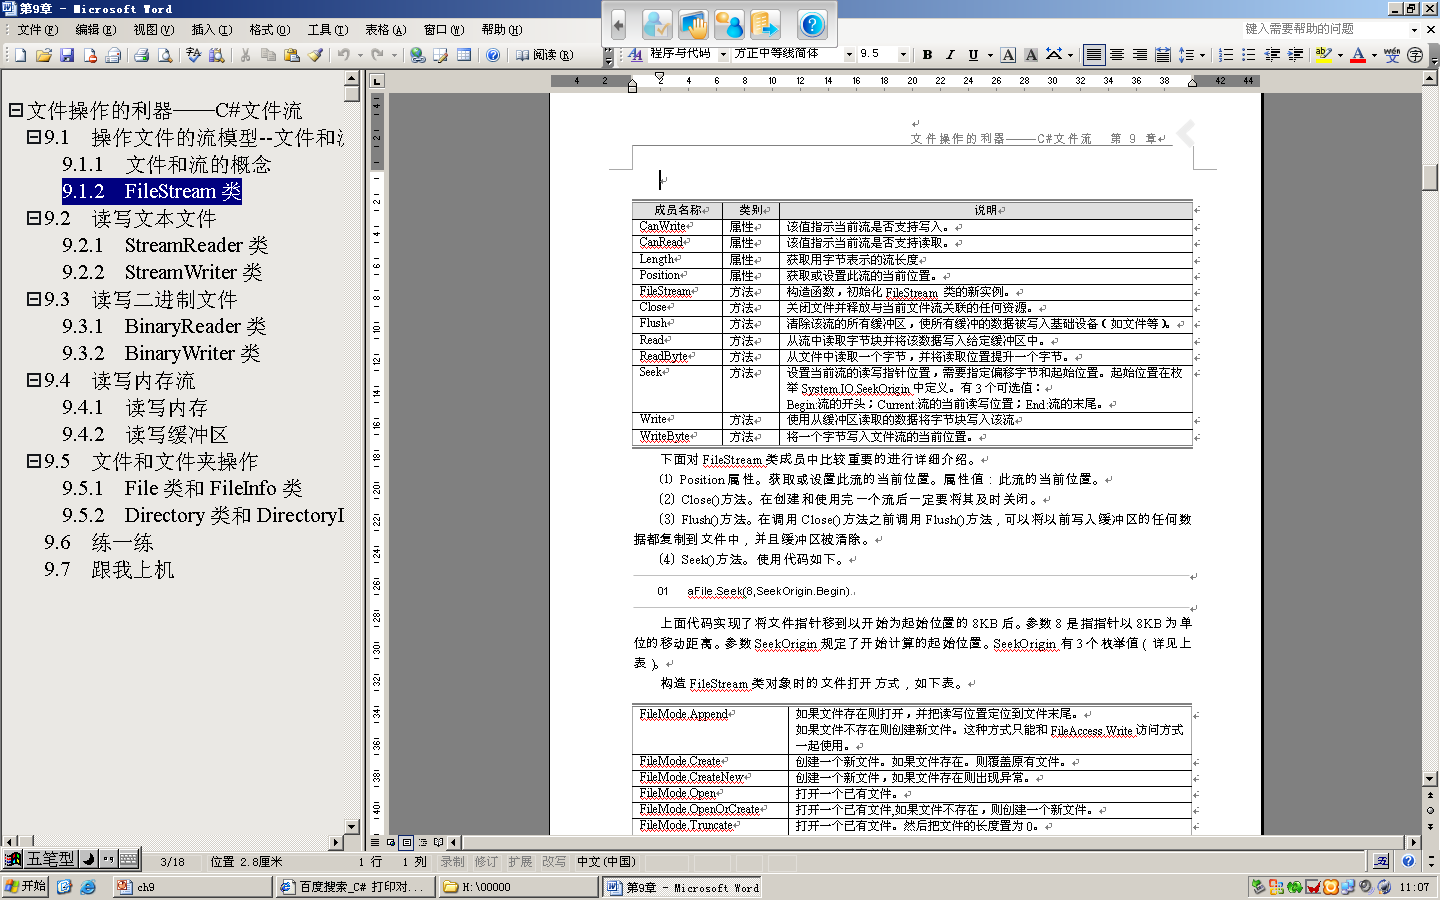 第9章 - Microsoft Word
文件(F) 编辑(E) 视图(V) 插入(I) 格式(O) 工具(T) 表格(A) 窗口(W) 帮助(H) 键入需要帮助的问题
阅读(R) 程序与代码 方正中等线简体 9.5 B I U A A A
4 2 2 4 6 8 10 12 14 16 18 20 22 24 26 28 30 32 34 36 38 42 44
文件操作的利器——C#文件流
9.1 操作文件的流模型--文件和
9.1.1 文件和流的概念
9.1.2 FileStream 类
9.2 读写文本文件
9.2.1 StreamReader 类
9.2.2 StreamWriter 类
9.3 读写二进制文件
9.3.1 BinaryReader 类
9.3.2 BinaryWriter 类
9.4 读写内存流
9.4.1 读写内存
9.4.2 读写缓冲区
9.5 文件和文件夹操作
9.5.1 File 类和 FileInfo 类
9.5.2 Directory 类和 DirectoryI
9.6 练一练
9.7 跟我上机
文件操作的利器——C#文件流 第 9 章
成员名称 类别 说明
CanWrite 属性 该值指示当前流是否支持写入。
CanRead 属性 该值指示当前流是否支持读取。
Length 属性 获取用字节表示的流长度
Position 属性 获取或设置此流的当前位置。
FileStream 方法 构造函数，初始化 FileStream 类的新实例。
Close 方法 关闭文件并释放与当前文件流关联的任何资源。
Flush 方法 清除该流的所有缓冲区，使所有缓冲的数据被写入基础设备（如文件等）。
Read 方法 从流中读取字节块并将该数据写入给定缓冲区中。
ReadByte 方法 从文件中读取一个字节，并将读取位置提升一个字节。
Seek 方法 设置当前流的读写指针位置，需要指定偏移字节和起始位置。起始位置在枚
举 System.IO.SeekOrigin 中定义。有 3 个可选值：
Begin:流的开头；Current:流的当前读写位置；End:流的末尾。
Write 方法 使用从缓冲区读取的数据将字节块写入该流
WriteByte 方法 将一个字节写入文件流的当前位置。
下面对 FileStream 类成员中比较重要的进行详细介绍。
(1) Position 属性。获取或设置此流的当前位置。属性值：此流的当前位置。
(2) Close()方法。在创建和使用完一个流后一定要将其及时关闭。
(3) Flush()方法。在调用 Close()方法之前调用 Flush()方法，可以将以前写入缓冲区的任何数
据都复制到文件中，并且缓冲区被清除。
(4) Seek()方法。使用代码如下。
01 aFile.Seek(8,SeekOrigin.Begin)
上面代码实现了将文件指针移到以开始为起始位置的 8KB 后。参数 8 是指指针以 8KB 为单
位的移动距离。参数 SeekOrigin 规定了开始计算的起始位置。SeekOrigin 有 3 个枚举值（详见上
表）。
构造 FileStream 类对象时的文件打开方式，如下表。
FileMode.Append 如果文件存在则打开，并把读写位置定位到文件末尾。
如果文件不存在则创建新文件。这种方式只能和 FileAccess.Write 访问方式
一起使用。
FileMode.Create 创建一个新文件。如果文件存在。则覆盖原有文件。
FileMode.CreateNew 创建一个新文件，如果文件存在则出现异常。
FileMode.Open 打开一个已有文件。
FileMode.OpenOrCreate 打开一个已有文件,如果文件不存在，则创建一个新文件。
FileMode.Truncate 打开一个已有文件。然后把文件的长度置为 0。
五笔型 3/18 位置 2.8厘米 1 行 1 列 录制 修订 扩展 改写 中文(中国)
开始 ch9 百度搜索_C# 打印对... H:\00000 第9章 - Microsoft Word 11:07